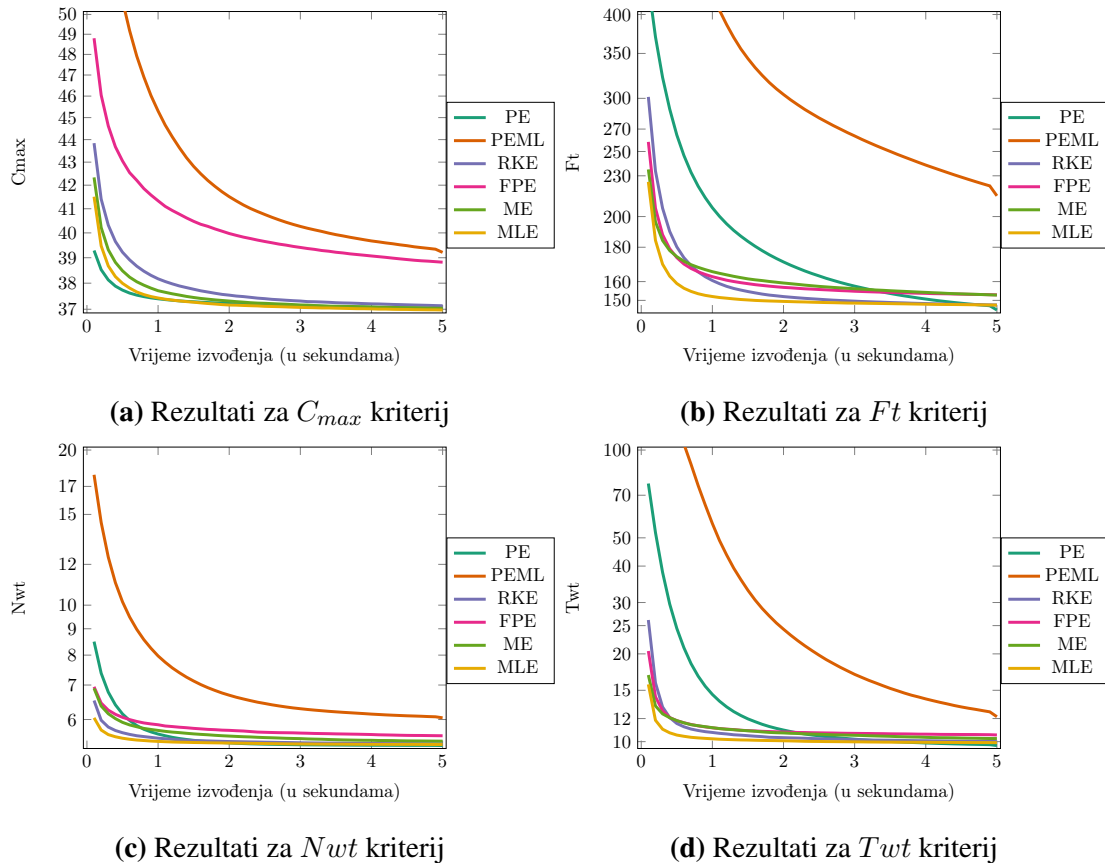 50
49
48
47
46
45
44
43
42
41
40
39
38
37
Cmax
0 1 2 3 4 5
Vrijeme izvođenja (u sekundama)
PE
PEML
RKE
FPE
ME
MLE
(a) Rezultati za Cmax kriterij
400
350
300
270
250
230
200
180
160
150
Ft
0 1 2 3 4 5
Vrijeme izvođenja (u sekundama)
PE
PEML
RKE
FPE
ME
MLE
(b) Rezultati za Ft kriterij
20
17
15
12
10
9
8
7
6
Nwt
0 1 2 3 4 5
Vrijeme izvođenja (u sekundama)
PE
PEML
RKE
FPE
ME
MLE
(c) Rezultati za Nwt kriterij
100
70
50
40
30
25
20
15
12
10
Twt
0 1 2 3 4 5
Vrijeme izvođenja (u sekundama)
PE
PEML
RKE
FPE
ME
MLE
(d) Rezultati za Twt kriterij